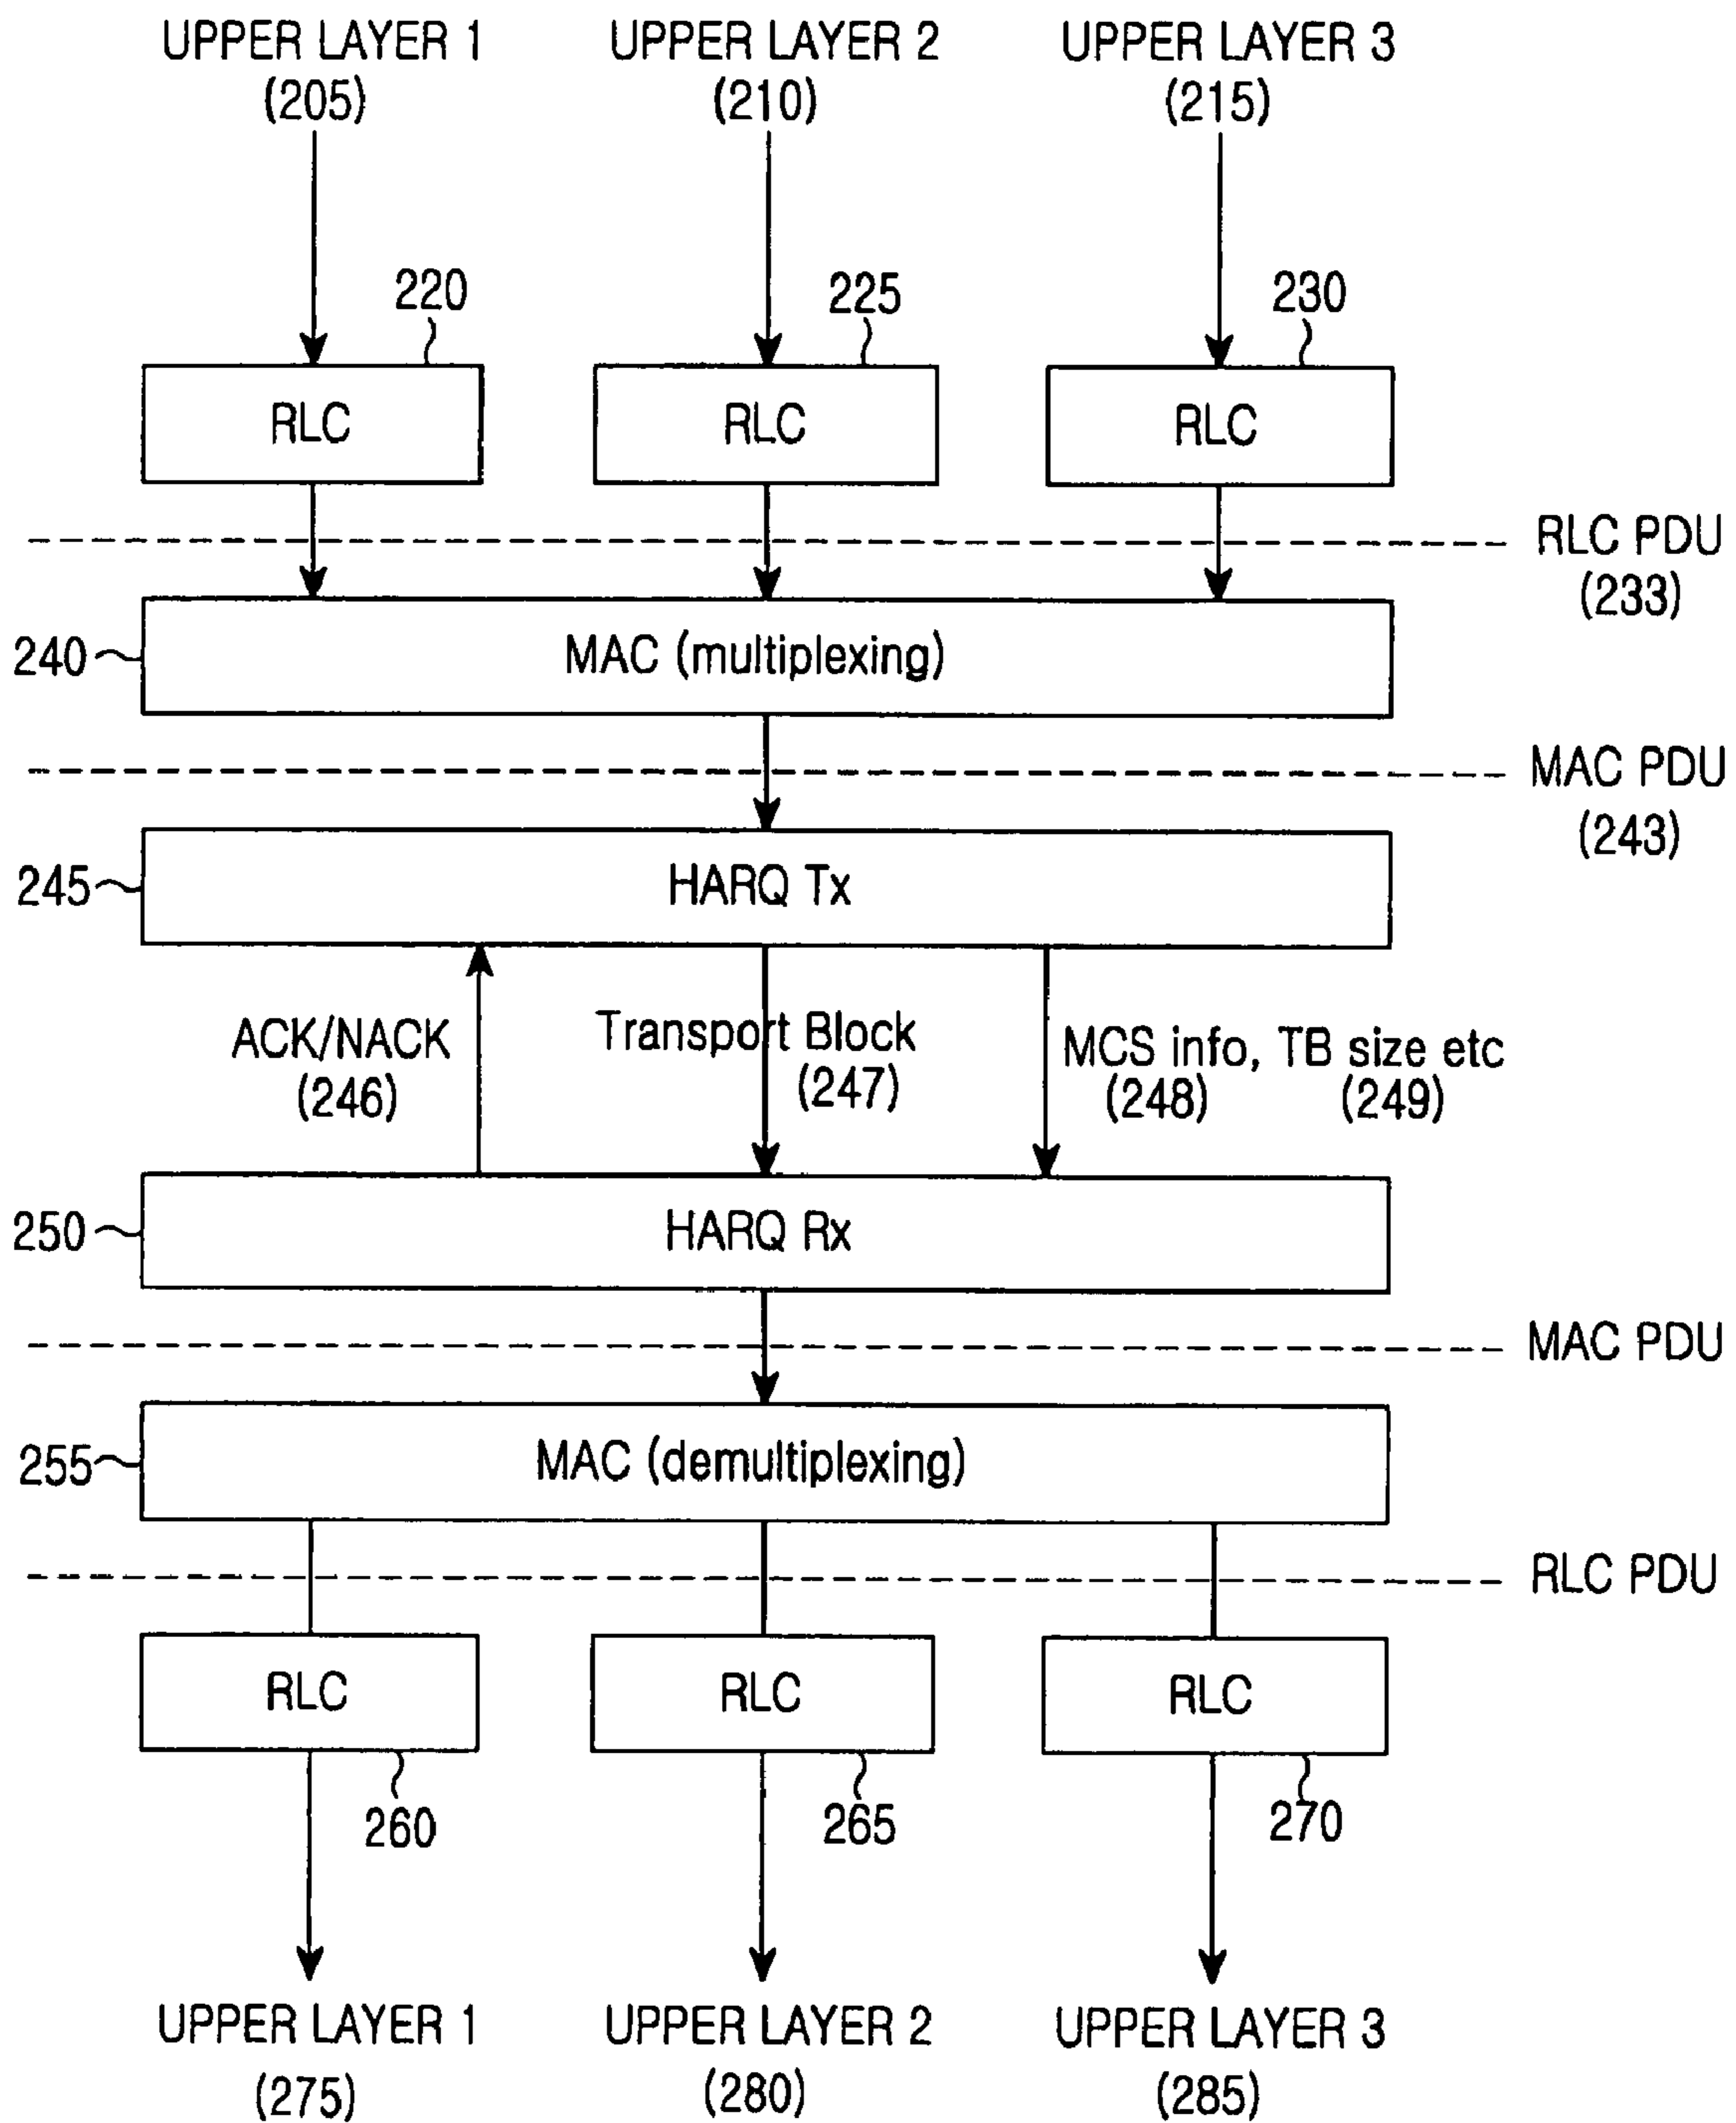 UPPER LAYER 1
(205)
UPPER LAYER 2
(210)
UPPER LAYER 3
(215)
220
225
230
RLC
RLC
RLC
RLC PDU
(233)
240
MAC (multiplexing)
MAC PDU
(243)
245
HARQ Tx
ACK/NACK
(246)
Transport Block
(247)
MCS info, TB size etc
(248) (249)
250
HARQ Rx
MAC PDU
255
MAC (demultiplexing)
RLC PDU
RLC
RLC
RLC
260
265
270
UPPER LAYER 1
(275)
UPPER LAYER 2
(280)
UPPER LAYER 3
(285)